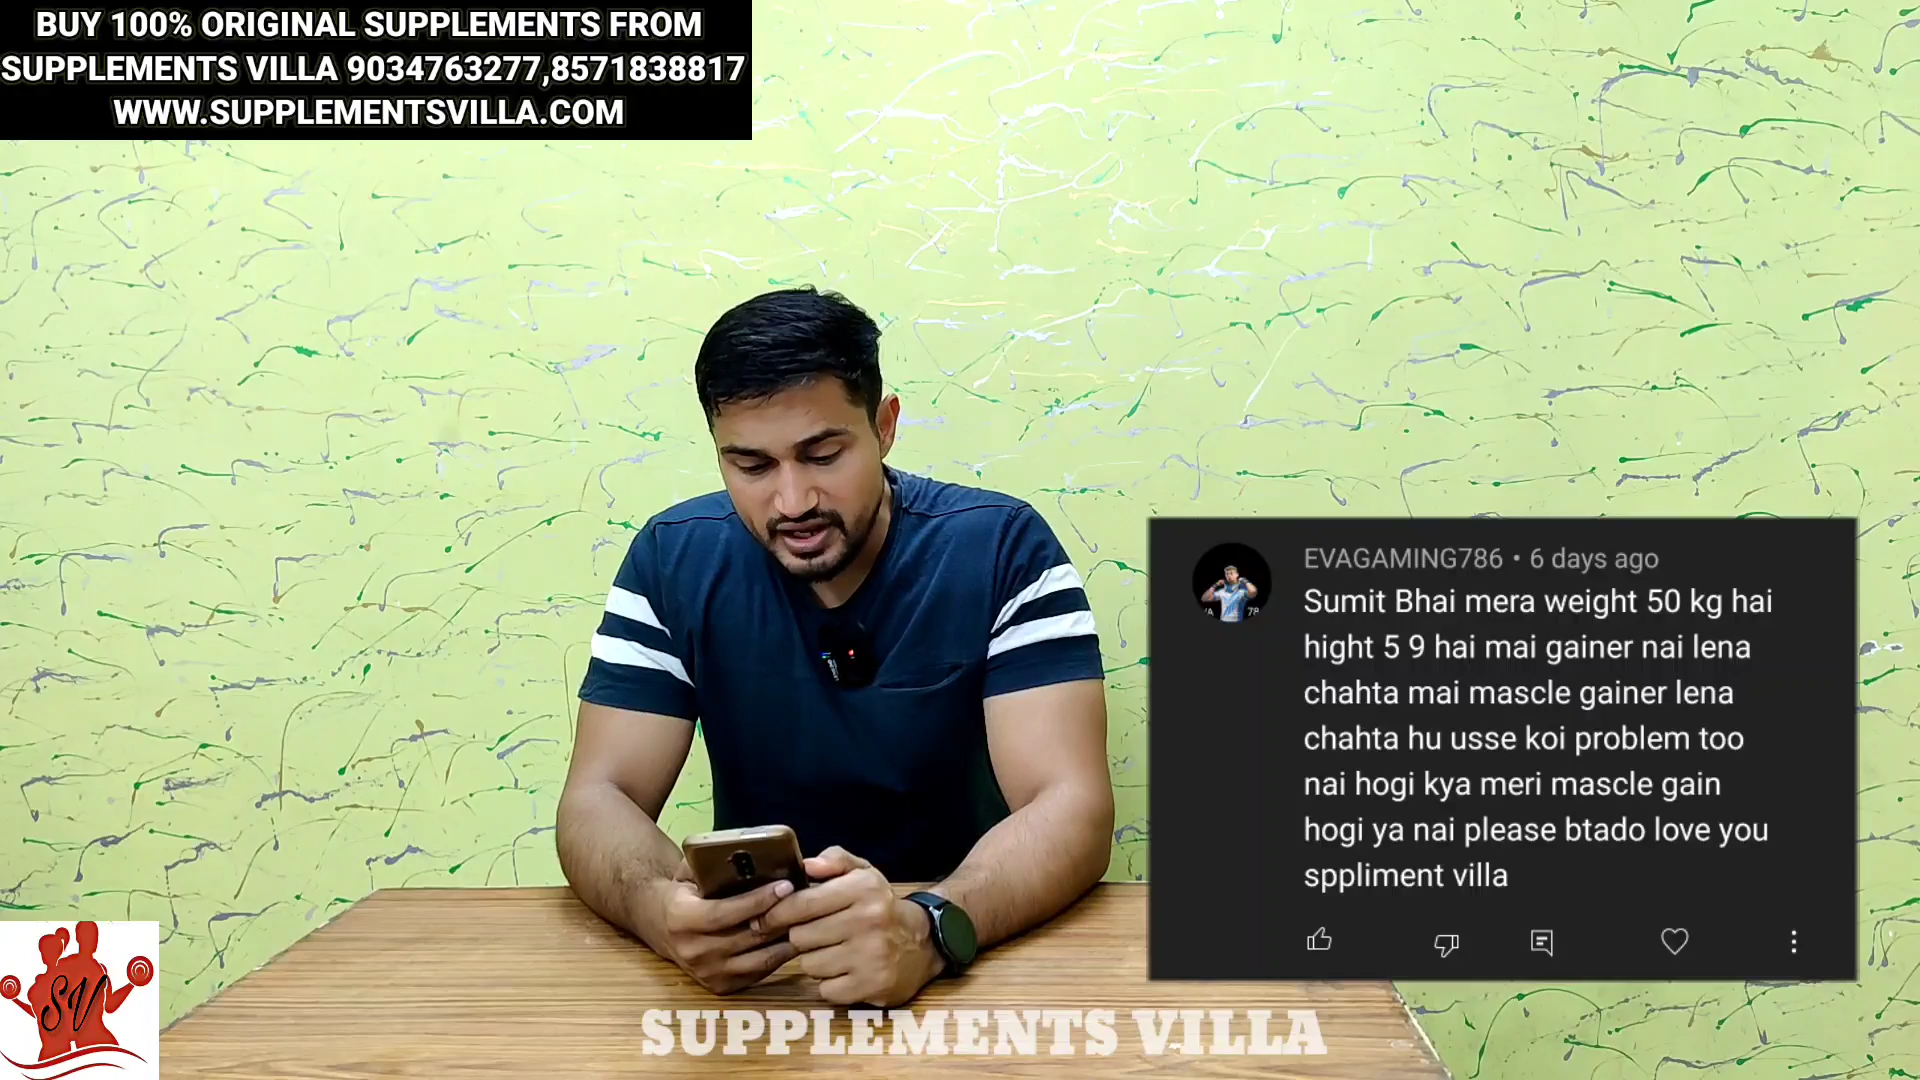 BUY 100% ORIGINAL SUPPLEMENTS FROM
SUPPLEMENTS VILLA 9034763277,8571838817
WWW.SUPPLEMENTSVILLA.COM
EVAGAMING786 • 6 days ago
Sumit Bhai mera weight 50 kg hai
hight 5 9 hai mai gainer nai lena
chahta mai mascle gainer lena
chahta hu usse koi problem too
nai hogi kya meri mascle gain
hogi ya nai please btado love you
sppliment villa
SV
SUPPLEMENTS VILLA